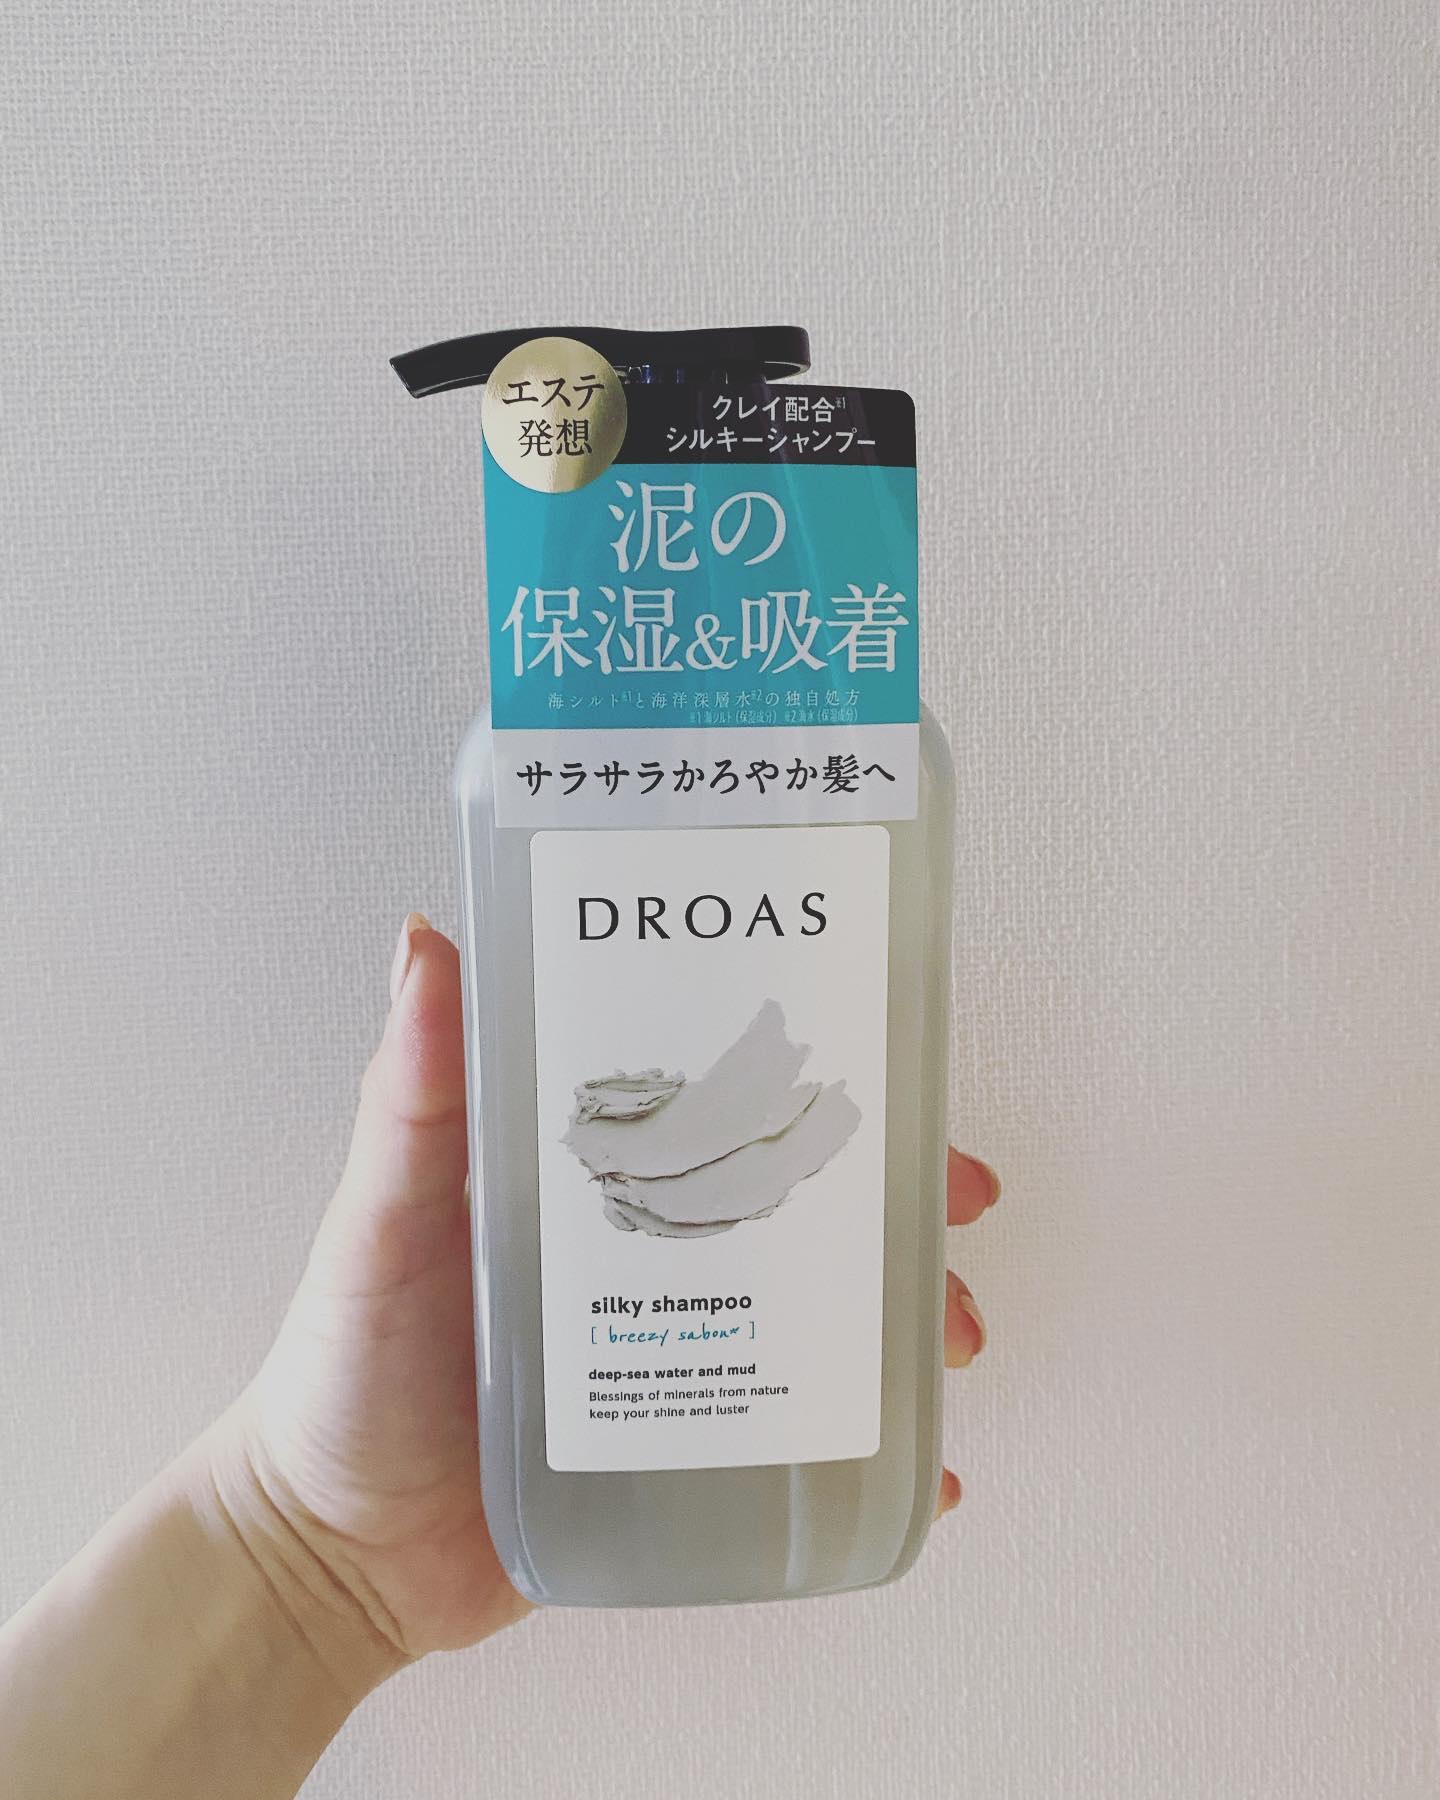 エステ
発想
クレイ配合※1
シルキーシャンプー
泥の
保湿&吸着
海シルト※1と海洋深層水※2の独自処方
※1 海シルト(保湿成分) ※2 海水(保湿成分)
サラサラかろやか髪へ
DROAS
silky shampoo
[ breezy sabon* ]
deep-sea water and mud
Blessings of minerals from nature
keep your shine and luster